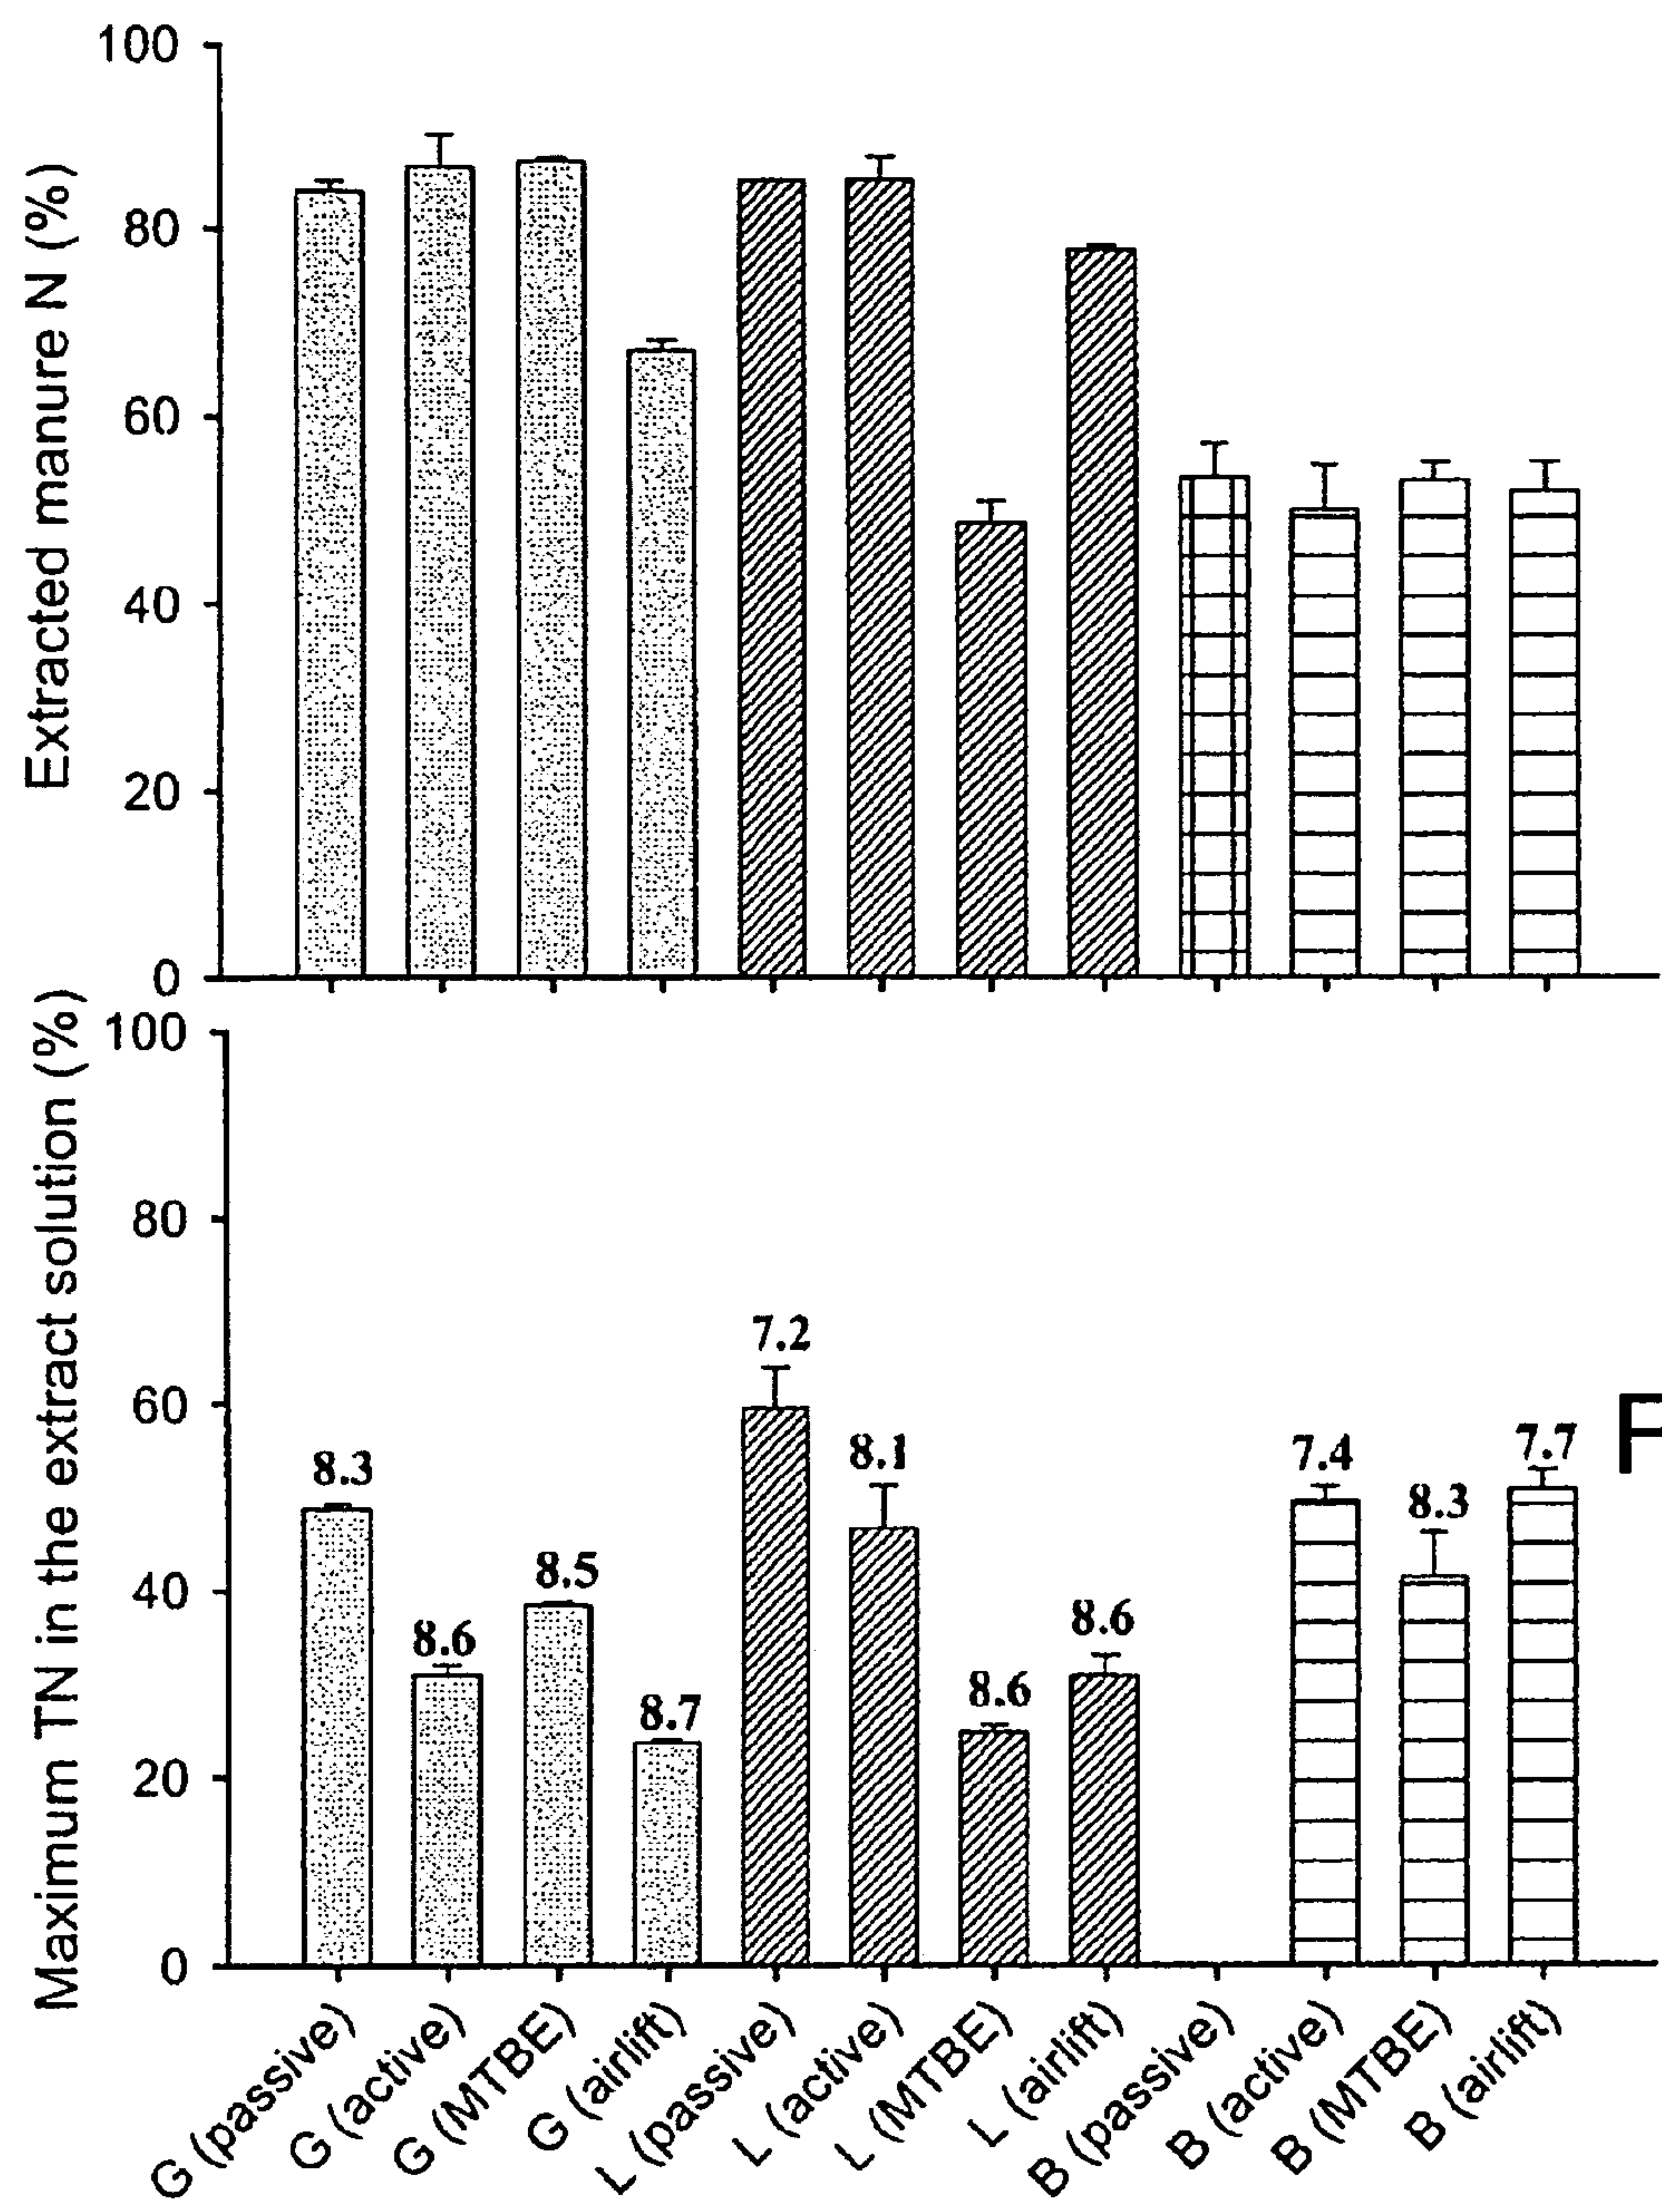 Extracted manure N (%)
100
80
60
40
20
0
Maximum TN in the extract solution (%)
100
80
60
40
20
0
8.3
8.6
8.5
8.7
7.2
8.1
8.6
8.6
7.4
8.3
7.7
F
G (passive)
G (active)
G (MTBE)
G (airlift)
L (passive)
L (active)
L (MTBE)
L (airlift)
B (passive)
B (active)
B (MTBE)
B (airlift)